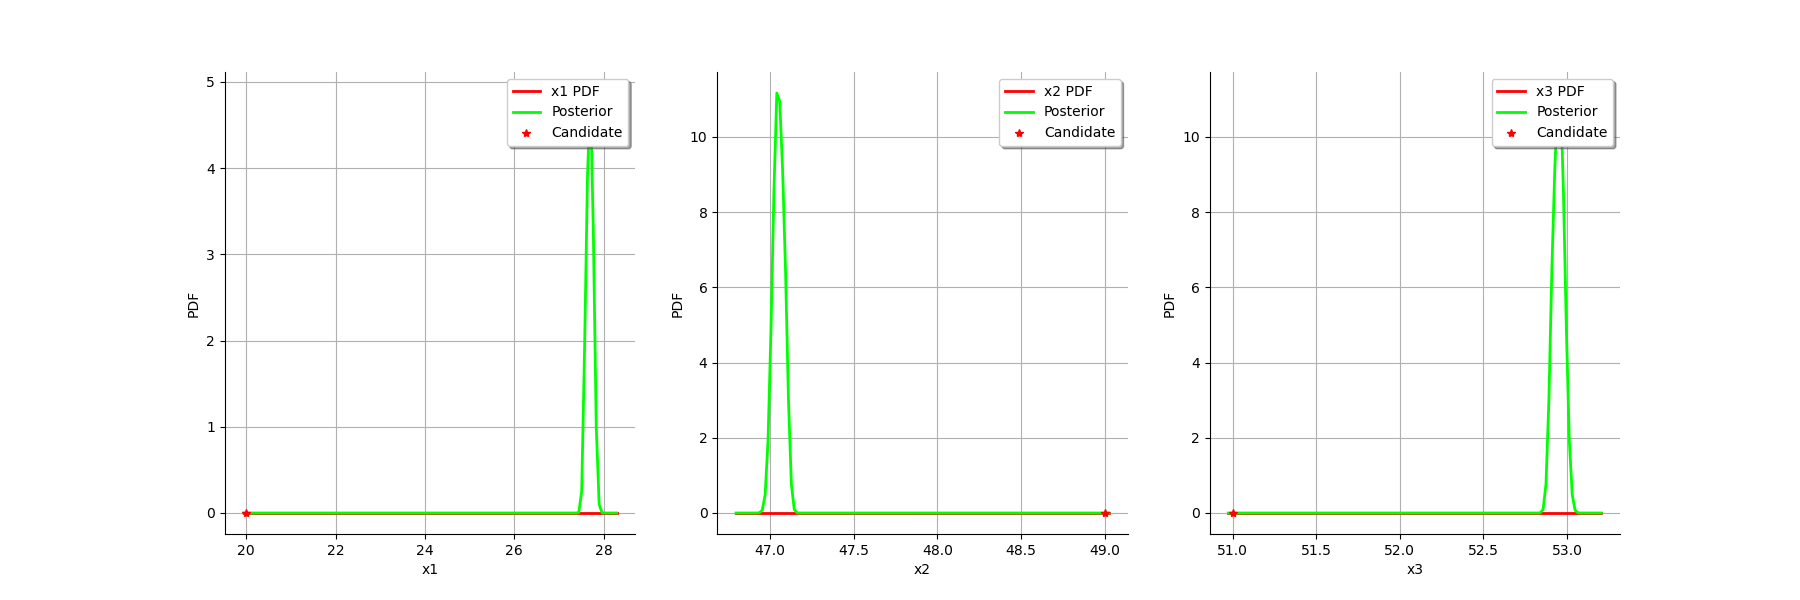 5
4
3
2
1
0
PDF
20 22 24 26 28
x1
x1 PDF
Posterior
Candidate
10
8
6
4
2
0
PDF
47.0 47.5 48.0 48.5 49.0
x2
x2 PDF
Posterior
Candidate
10
8
6
4
2
0
PDF
51.0 51.5 52.0 52.5 53.0
x3
x3 PDF
Posterior
Candidate